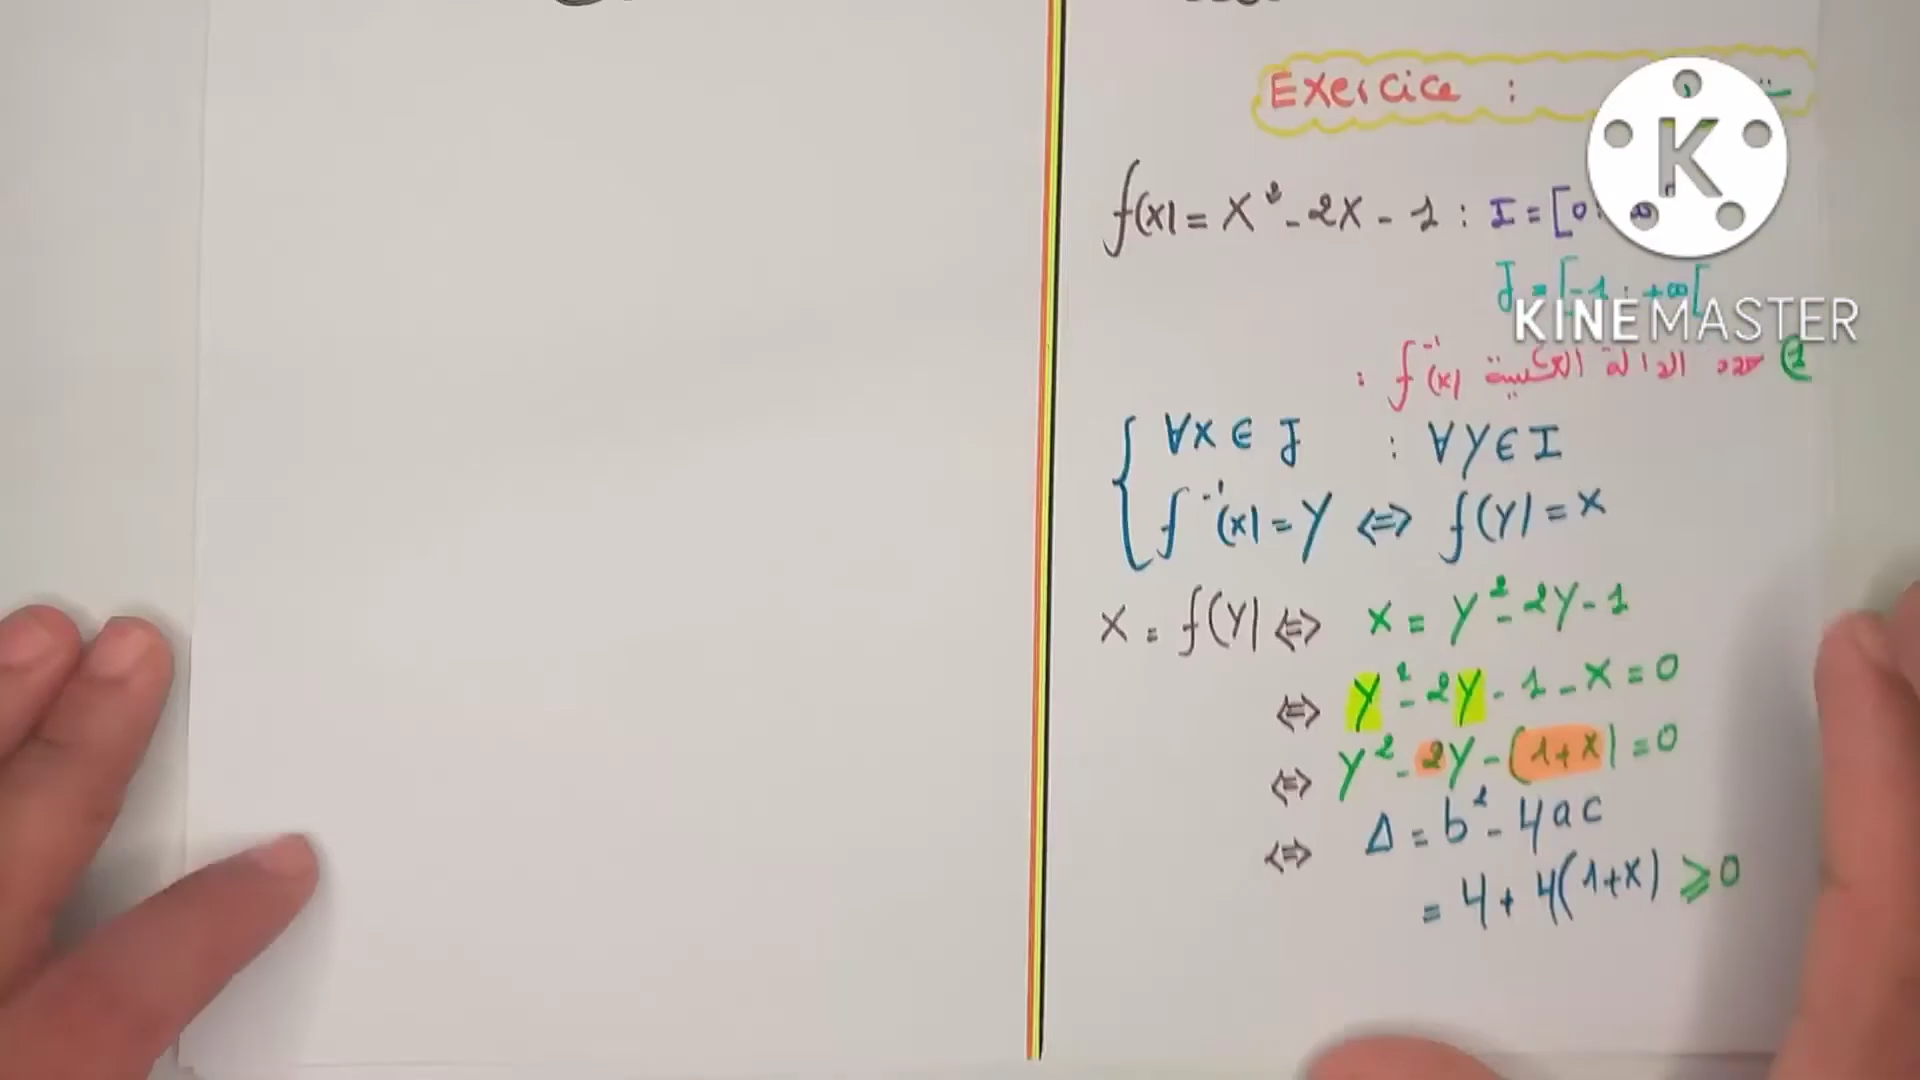 Exercice :
f(x) = x² - 2x - 1 : I = [0;
J = [-1 ; +∞[
KINEMASTER
① حدد الدالة العكسية f⁻¹(x) :
∀x ∈ J : ∀y ∈ I
f⁻¹(x) = y ⇔ f(y) = x
x = f(y) ⇔ x = y² - 2y - 1
⇔ y² - 2y - 1 - x = 0
⇔ y² - 2y - (1+x) = 0
⇔ Δ = b² - 4ac
= 4 + 4(1+x) ⩾ 0